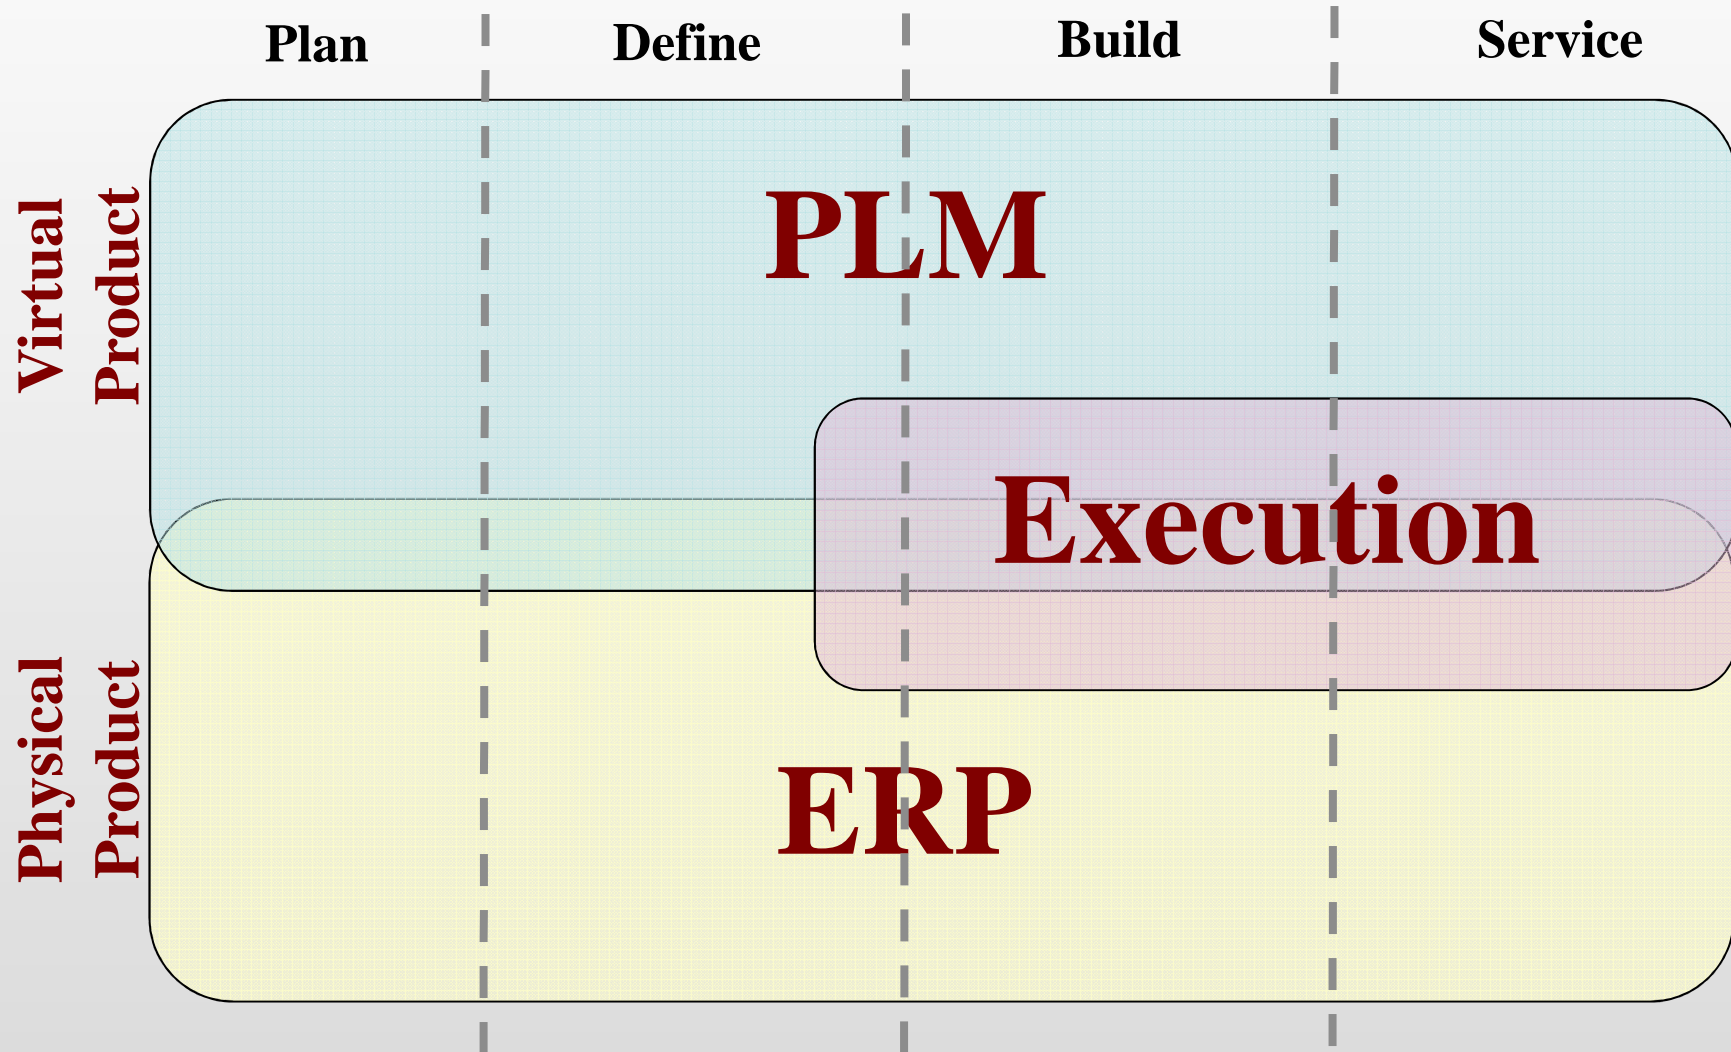 Plan
Define
Build
Service
Virtual
Product
PLM
Execution
Physical
Product
ERP